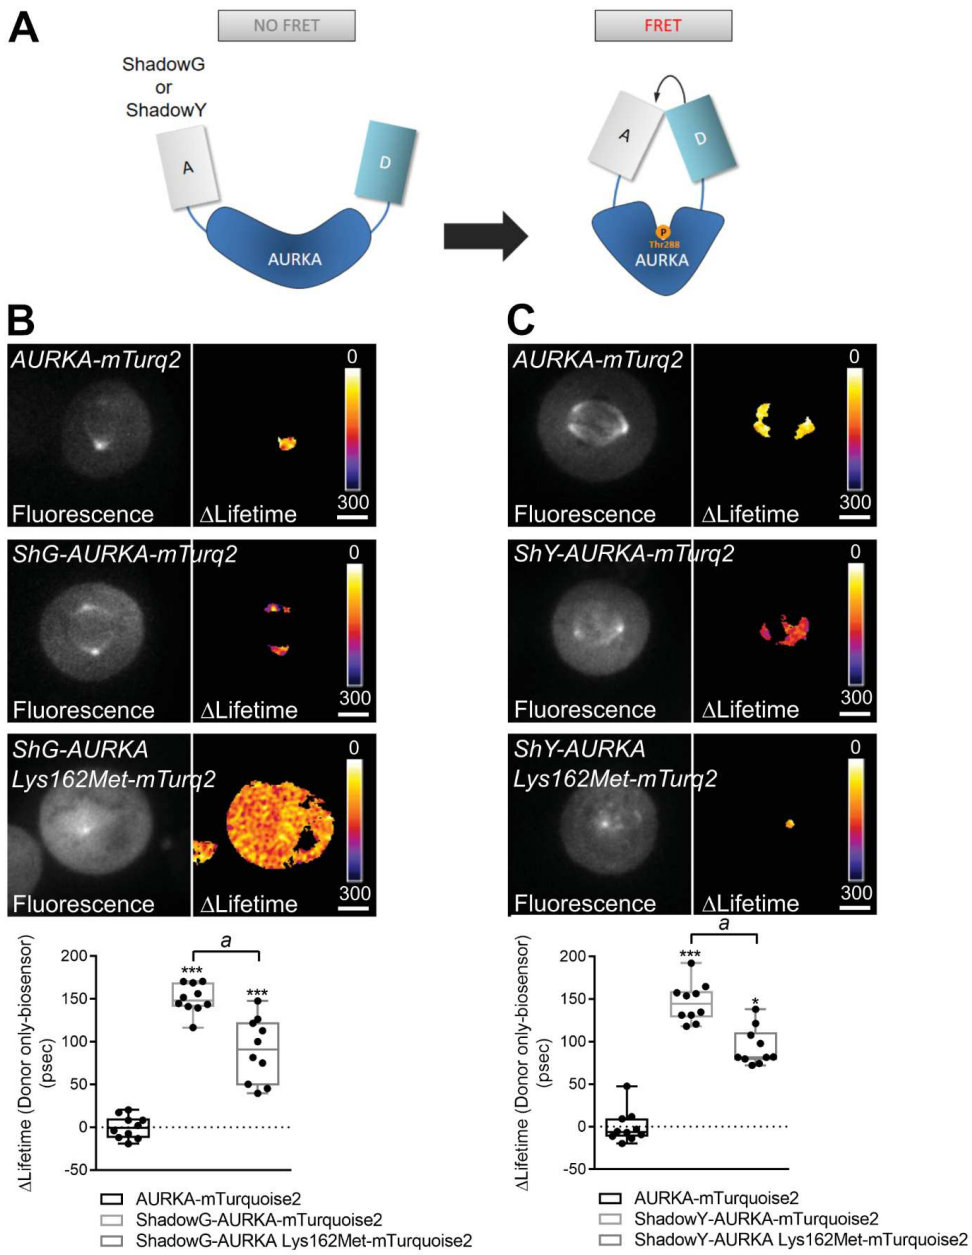 A
NO FRET
FRET
ShadowG
or
ShadowY
A
D
A
D
P
Thr288
AURKA
AURKA
B
C
AURKA-mTurq2
0
AURKA-mTurq2
0
300
300
Fluorescence
ΔLifetime
Fluorescence
ΔLifetime
ShG-AURKA-mTurq2
0
ShY-AURKA-mTurq2
0
300
300
Fluorescence
ΔLifetime
Fluorescence
ΔLifetime
ShG-AURKA
Lys162Met-mTurq2
0
ShY-AURKA
Lys162Met-mTurq2
0
300
300
Fluorescence
ΔLifetime
Fluorescence
ΔLifetime
ΔLifetime (Donor only-biosensor)
(psec)
200
150
100
50
0
-50
a
***
***
AURKA-mTurquoise2
ShadowG-AURKA-mTurquoise2
ShadowG-AURKA Lys162Met-mTurquoise2
ΔLifetime (Donor only-biosensor)
(psec)
200
150
100
50
0
-50
a
***
*
AURKA-mTurquoise2
ShadowY-AURKA-mTurquoise2
ShadowY-AURKA Lys162Met-mTurquoise2